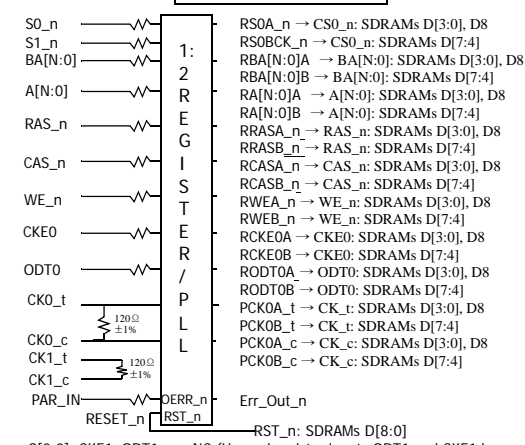 S0_n
S1_n
BA[N:0]
A[N:0]
RAS_n
CAS_n
WE_n
CKE0
ODT0
CK0_t
120Ω
±1%
CK0_c
CK1_t
120Ω
±1%
CK1_c
PAR_IN
RESET_n
1:
2
R
E
G
I
S
T
E
R
/
P
L
L
OERR_n
RST_n
RS0A_n → CS0_n: SDRAMs D[3:0], D8
RS0BCK_n → CS0_n: SDRAMs D[7:4]
RBA[N:0]A → BA[N:0]: SDRAMs D[3:0], D8
RBA[N:0]B → BA[N:0]: SDRAMs D[7:4]
RA[N:0]A → A[N:0]: SDRAMs D[3:0], D8
RA[N:0]B → A[N:0]: SDRAMs D[7:4]
RRASA_n → RAS_n: SDRAMs D[3:0], D8
RRASB_n → RAS_n: SDRAMs D[7:4]
RCASA_n → CAS_n: SDRAMs D[3:0], D8
RCASB_n → CAS_n: SDRAMs D[7:4]
RWEA_n → WE_n: SDRAMs D[3:0], D8
RWEB_n → WE_n: SDRAMs D[7:4]
RCKE0A → CKE0: SDRAMs D[3:0], D8
RCKE0B → CKE0: SDRAMs D[7:4]
RODT0A → ODT0: SDRAMs D[3:0], D8
RODT0B → ODT0: SDRAMs D[7:4]
PCK0A_t → CK_t: SDRAMs D[3:0], D8
PCK0B_t → CK_t: SDRAMs D[7:4]
PCK0A_c → CK_c: SDRAMs D[3:0], D8
PCK0B_c → CK_c: SDRAMs D[7:4]
Err_Out_n
RST_n: SDRAMs D[8:0]